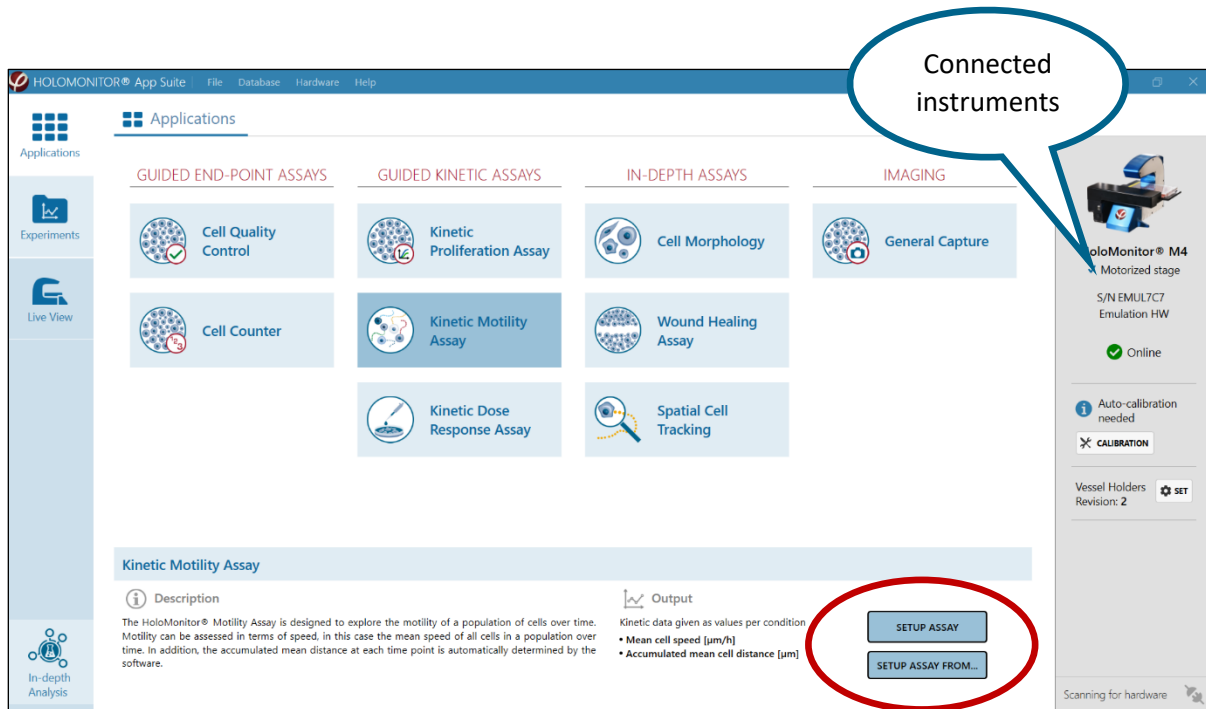 Connected
instruments
HOLOMONITOR® App Suite File Database Hardware Help
Applications
Experiments
Live View
In-depth
Analysis
Applications
GUIDED END-POINT ASSAYS
Cell Quality
Control
Cell Counter
GUIDED KINETIC ASSAYS
Kinetic
Proliferation Assay
Kinetic Motility
Assay
Kinetic Dose
Response Assay
IN-DEPTH ASSAYS
Cell Morphology
Wound Healing
Assay
Spatial Cell
Tracking
IMAGING
General Capture
Kinetic Motility Assay
Description
The HoloMonitor® Motility Assay is designed to explore the motility of a population of cells over time.
Motility can be assessed in terms of speed, in this case the mean speed of all cells in a population over
time. In addition, the accumulated mean distance at each time point is automatically determined by the
software.
Output
Kinetic data given as values per condition
• Mean cell speed [µm/h]
• Accumulated mean cell distance [µm]
SETUP ASSAY
SETUP ASSAY FROM...
oloMonitor® M4
Motorized stage
S/N EMUL7C7
Emulation HW
Online
Auto-calibration
needed
CALIBRATION
Vessel Holders
Revision: 2
SET
Scanning for hardware